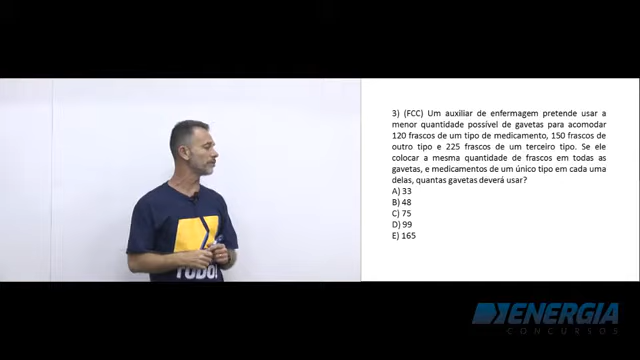 3) (FCC) Um auxiliar de enfermagem pretende usar a
menor quantidade possível de gavetas para acomodar
120 frascos de um tipo de medicamento, 150 frascos de
outro tipo e 225 frascos de um terceiro tipo. Se ele
colocar a mesma quantidade de frascos em todas as
gavetas, e medicamentos de um único tipo em cada uma
delas, quantas gavetas deverá usar?
A) 33
B) 48
C) 75
D) 99
E) 165
TUDO!
ENERGIA
CONCURSOS